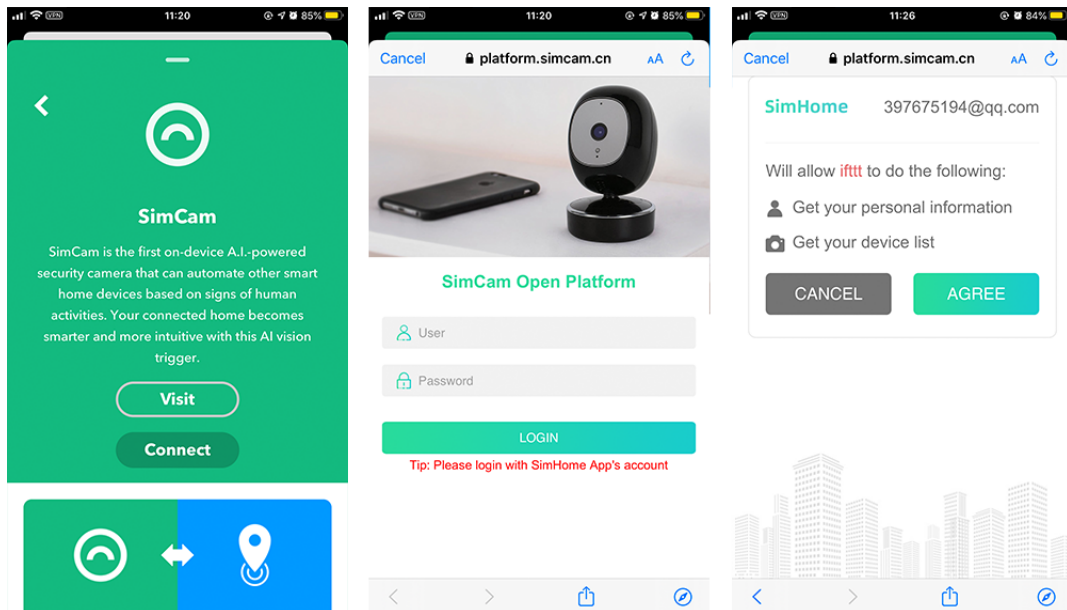 VPN
11:20
85%
SimCam
SimCam is the first on-device A.I.-powered
security camera that can automate other smart
home devices based on signs of human
activities. Your connected home becomes
smarter and more intuitive with this AI vision
trigger.
Visit
Connect
VPN
11:20
85%
Cancel
platform.simcam.cn
AA
SimCam Open Platform
User
Password
LOGIN
Tip: Please login with SimHome App's account
VPN
11:26
84%
Cancel
platform.simcam.cn
AA
SimHome
397675194@qq.com
Will allow ifttt to do the following:
Get your personal information
Get your device list
CANCEL
AGREE